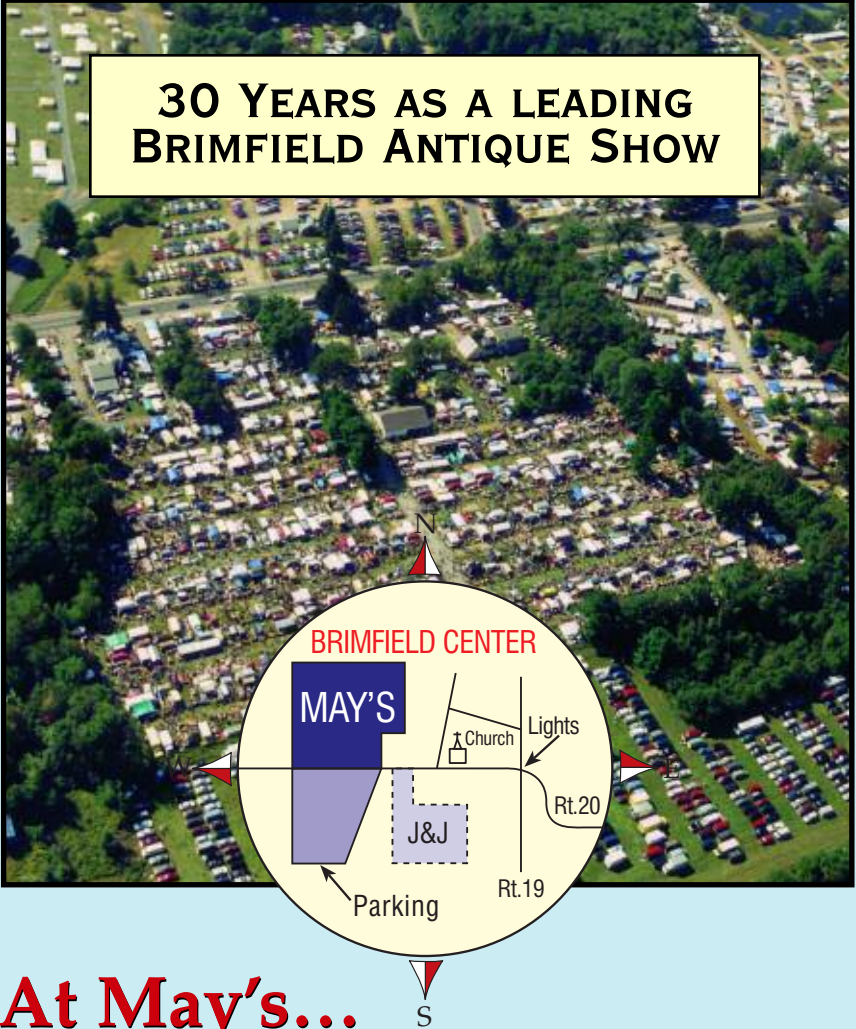 30 YEARS AS A LEADING
BRIMFIELD ANTIQUE SHOW
N
BRIMFIELD CENTER
MAY'S
Church
Lights
W
E
Rt.20
J&J
Rt.19
Parking
At May's...
S